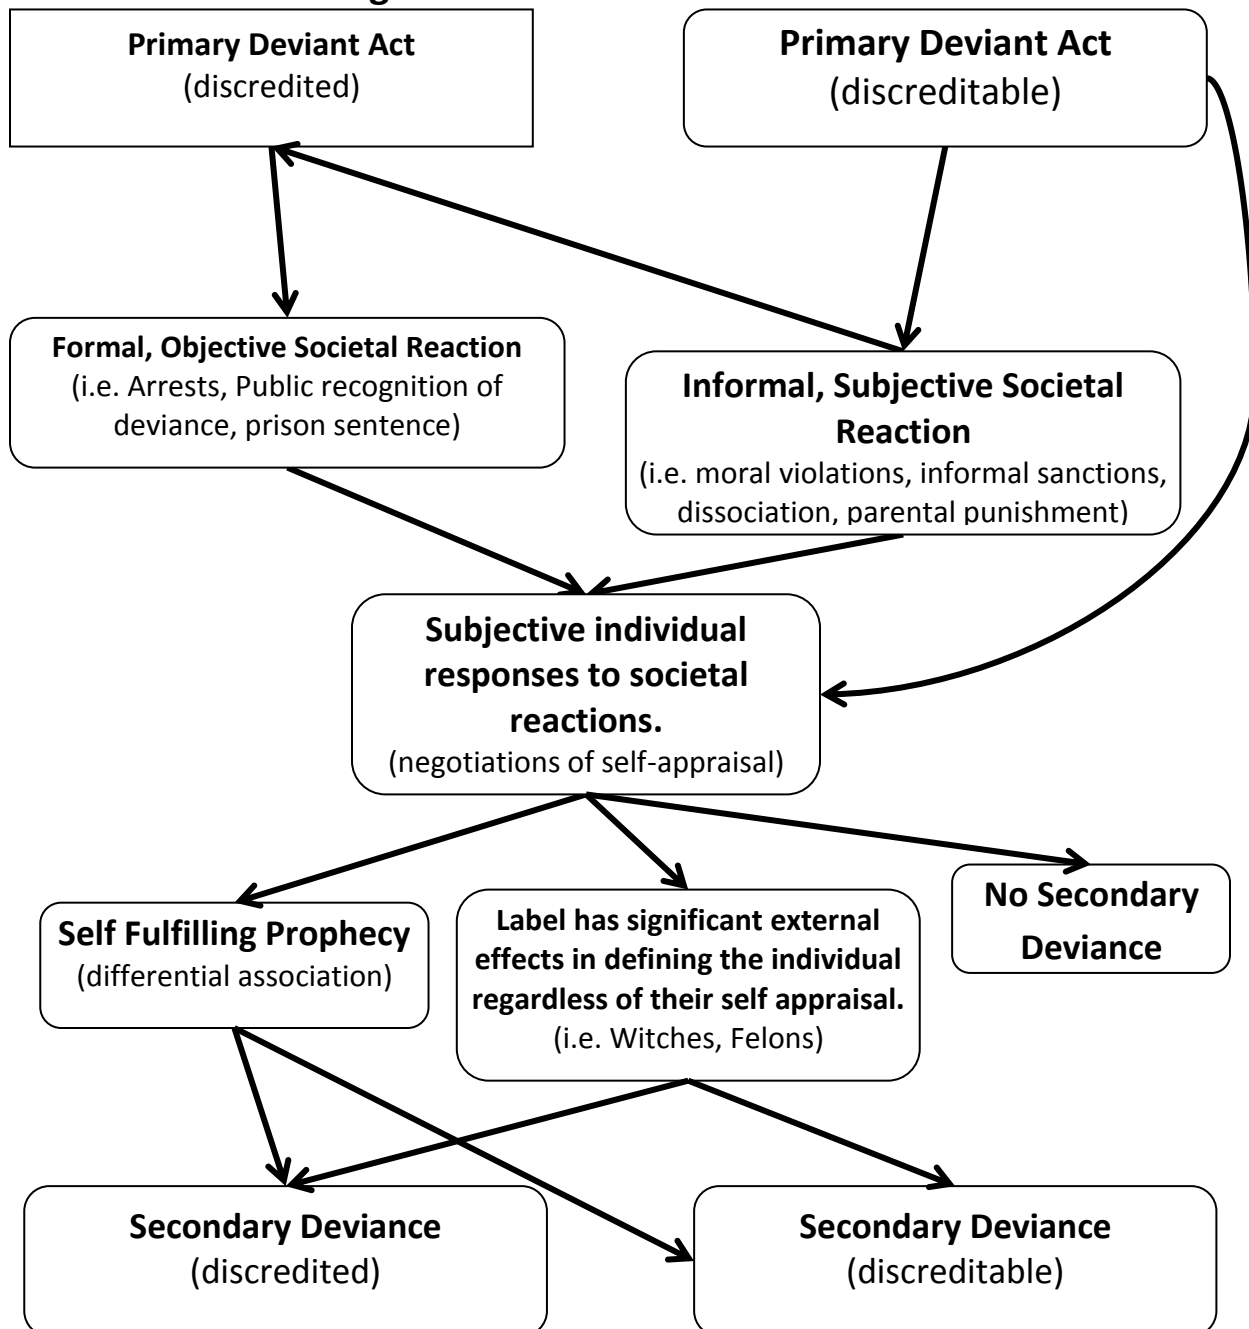 Primary Deviant Act
(discredited)
Primary Deviant Act
(discreditable)
Formal, Objective Societal Reaction
(i.e. Arrests, Public recognition of
deviance, prison sentence)
Informal, Subjective Societal
Reaction
(i.e. moral violations, informal sanctions,
dissociation, parental punishment)
Subjective individual
responses to societal
reactions.
(negotiations of self-appraisal)
Self Fulfilling Prophecy
(differential association)
Label has significant external
effects in defining the individual
regardless of their self appraisal.
(i.e. Witches, Felons)
No Secondary
Deviance
Secondary Deviance
(discredited)
Secondary Deviance
(discreditable)